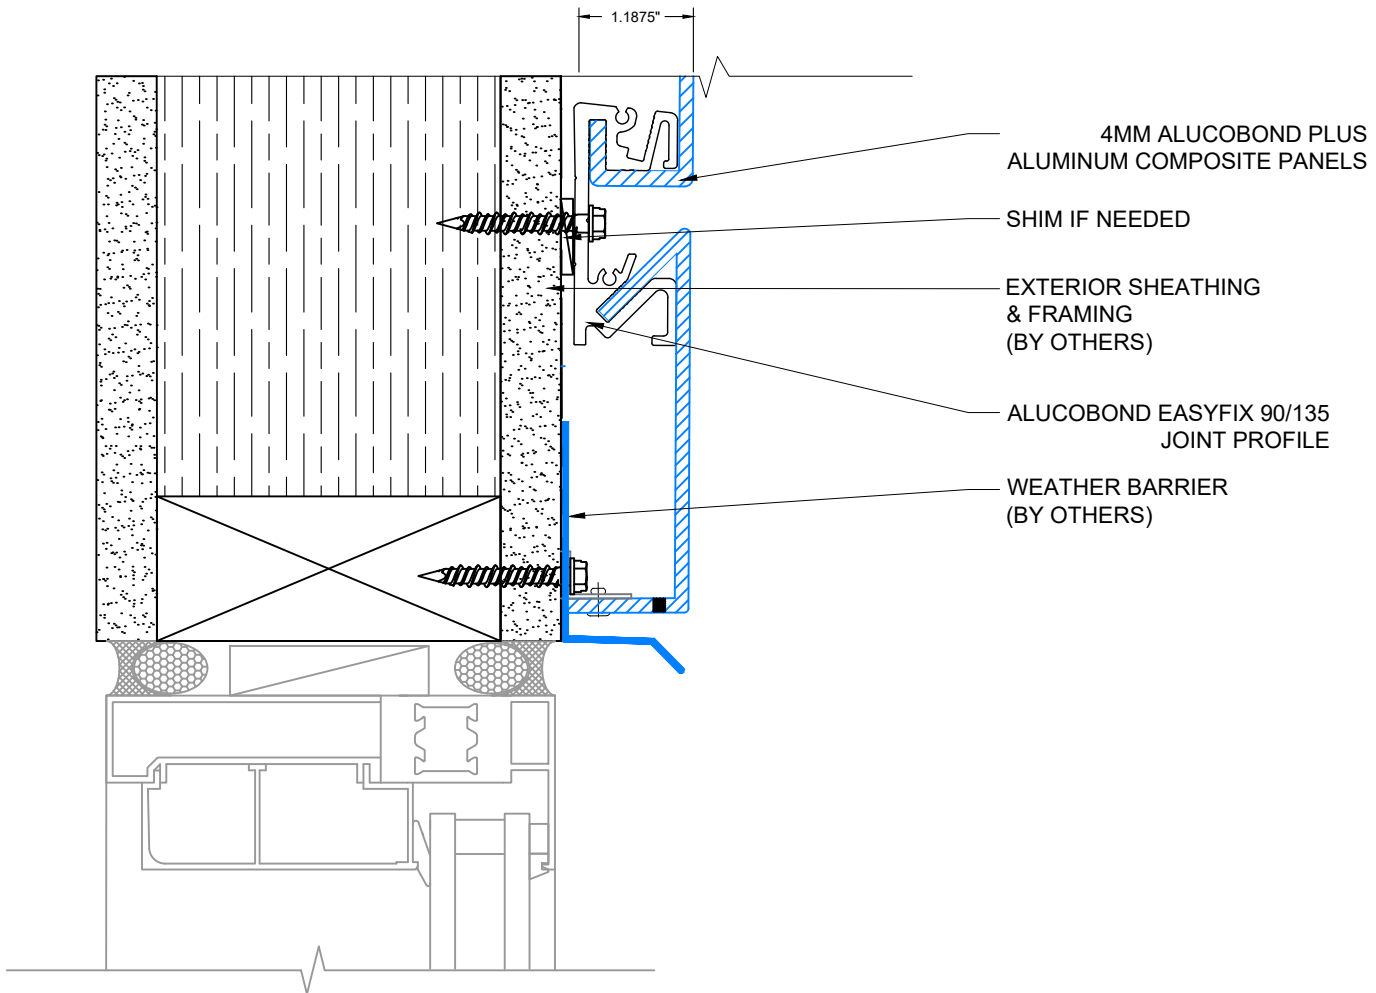 1.1875"
4MM ALUCOBOND PLUS
ALUMINUM COMPOSITE PANELS
SHIM IF NEEDED
EXTERIOR SHEATHING
& FRAMING
(BY OTHERS)
ALUCOBOND EASYFIX 90/135
JOINT PROFILE
WEATHER BARRIER
(BY OTHERS)